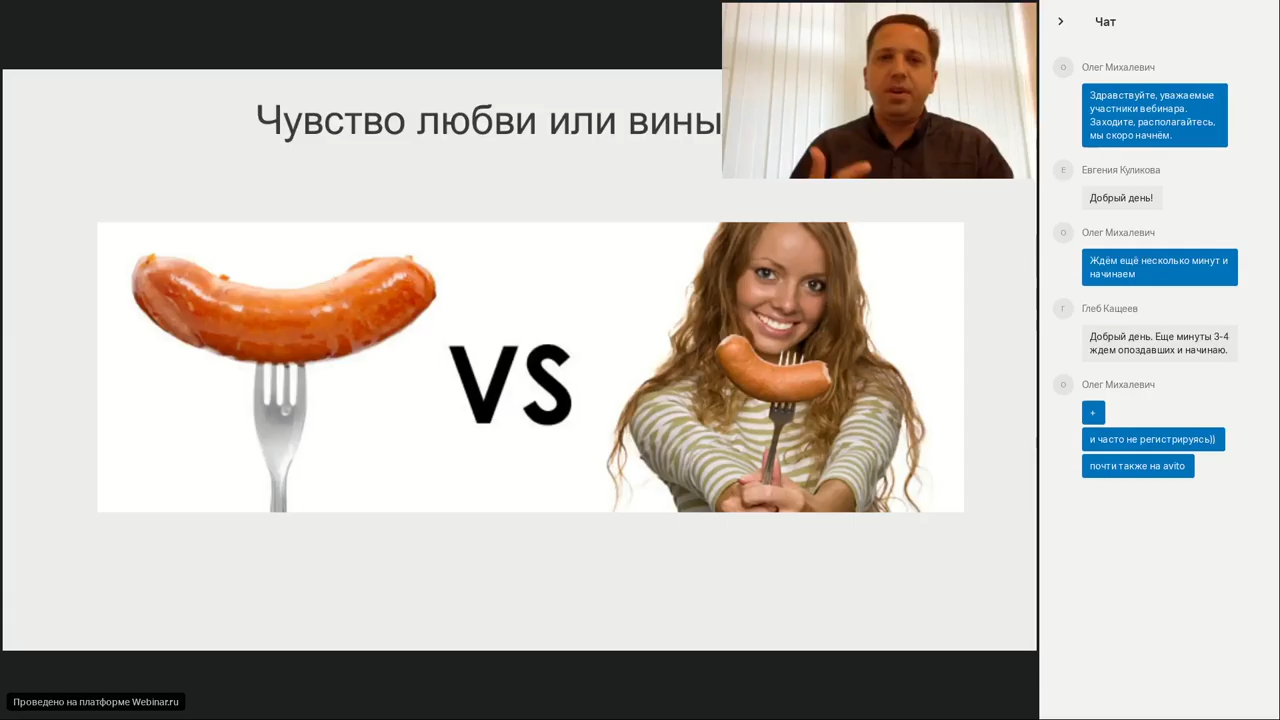 Чувство любви или вины
VS
Проведено на платформе Webinar.ru
Чат
О
Олег Михалевич
Здравствуйте, уважаемые
участники вебинара.
Заходите, располагайтесь,
мы скоро начнём.
Е
Евгения Куликова
Добрый день!
О
Олег Михалевич
Ждём ещё несколько минут и
начинаем
Г
Глеб Кащеев
Добрый день. Еще минуты 3-4
ждем опоздавших и начинаю.
О
Олег Михалевич
+
и часто не регистрируясь))
почти также на avito